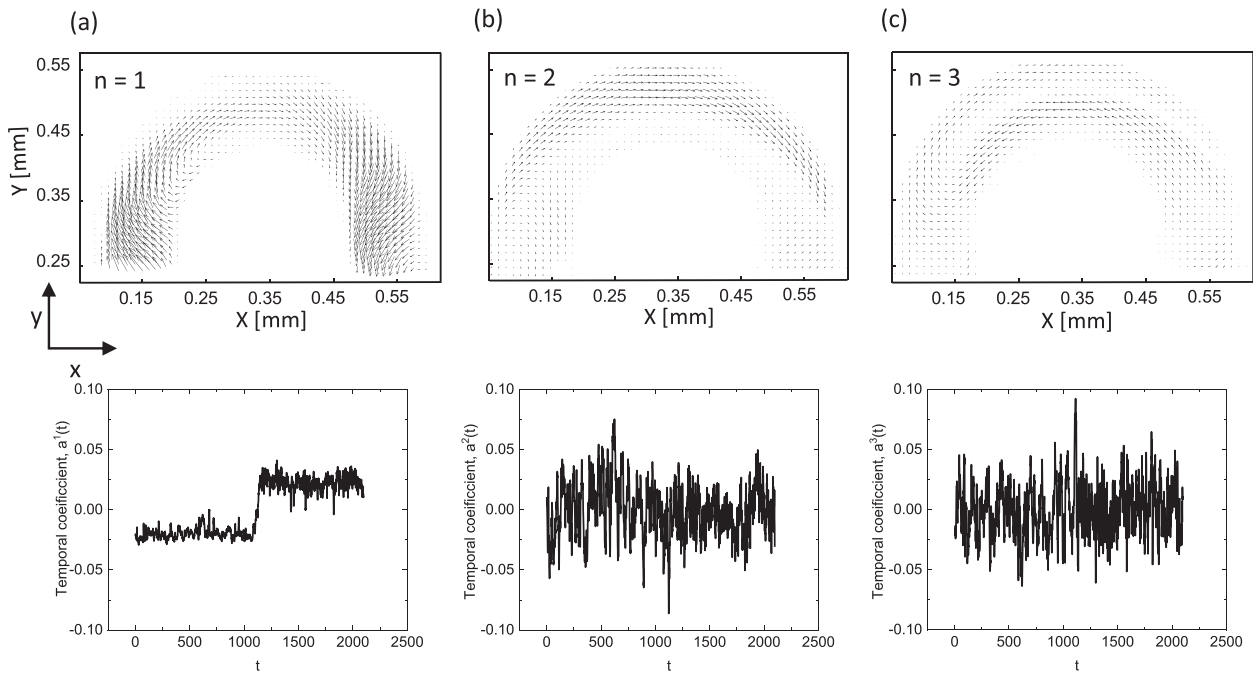 (a)
(b)
(c)
n = 1
n = 2
n = 3
0.55
0.45
0.35
0.25
Y [mm]
0.15 0.25 0.35 0.45 0.55
X [mm]
0.15 0.25 0.35 0.45 0.55
X [mm]
0.15 0.25 0.35 0.45 0.55
X [mm]
y
x
0.10
0.05
0.00
-0.05
-0.10
Temporal coeificcient, a¹(t)
0 500 1000 1500 2000 2500
t
0.10
0.05
0.00
-0.05
-0.10
Temporal coeificcient, a²(t)
0 500 1000 1500 2000 2500
t
0.10
0.05
0.00
-0.05
-0.10
Temporal coeificcient, a³(t)
0 500 1000 1500 2000 2500
t